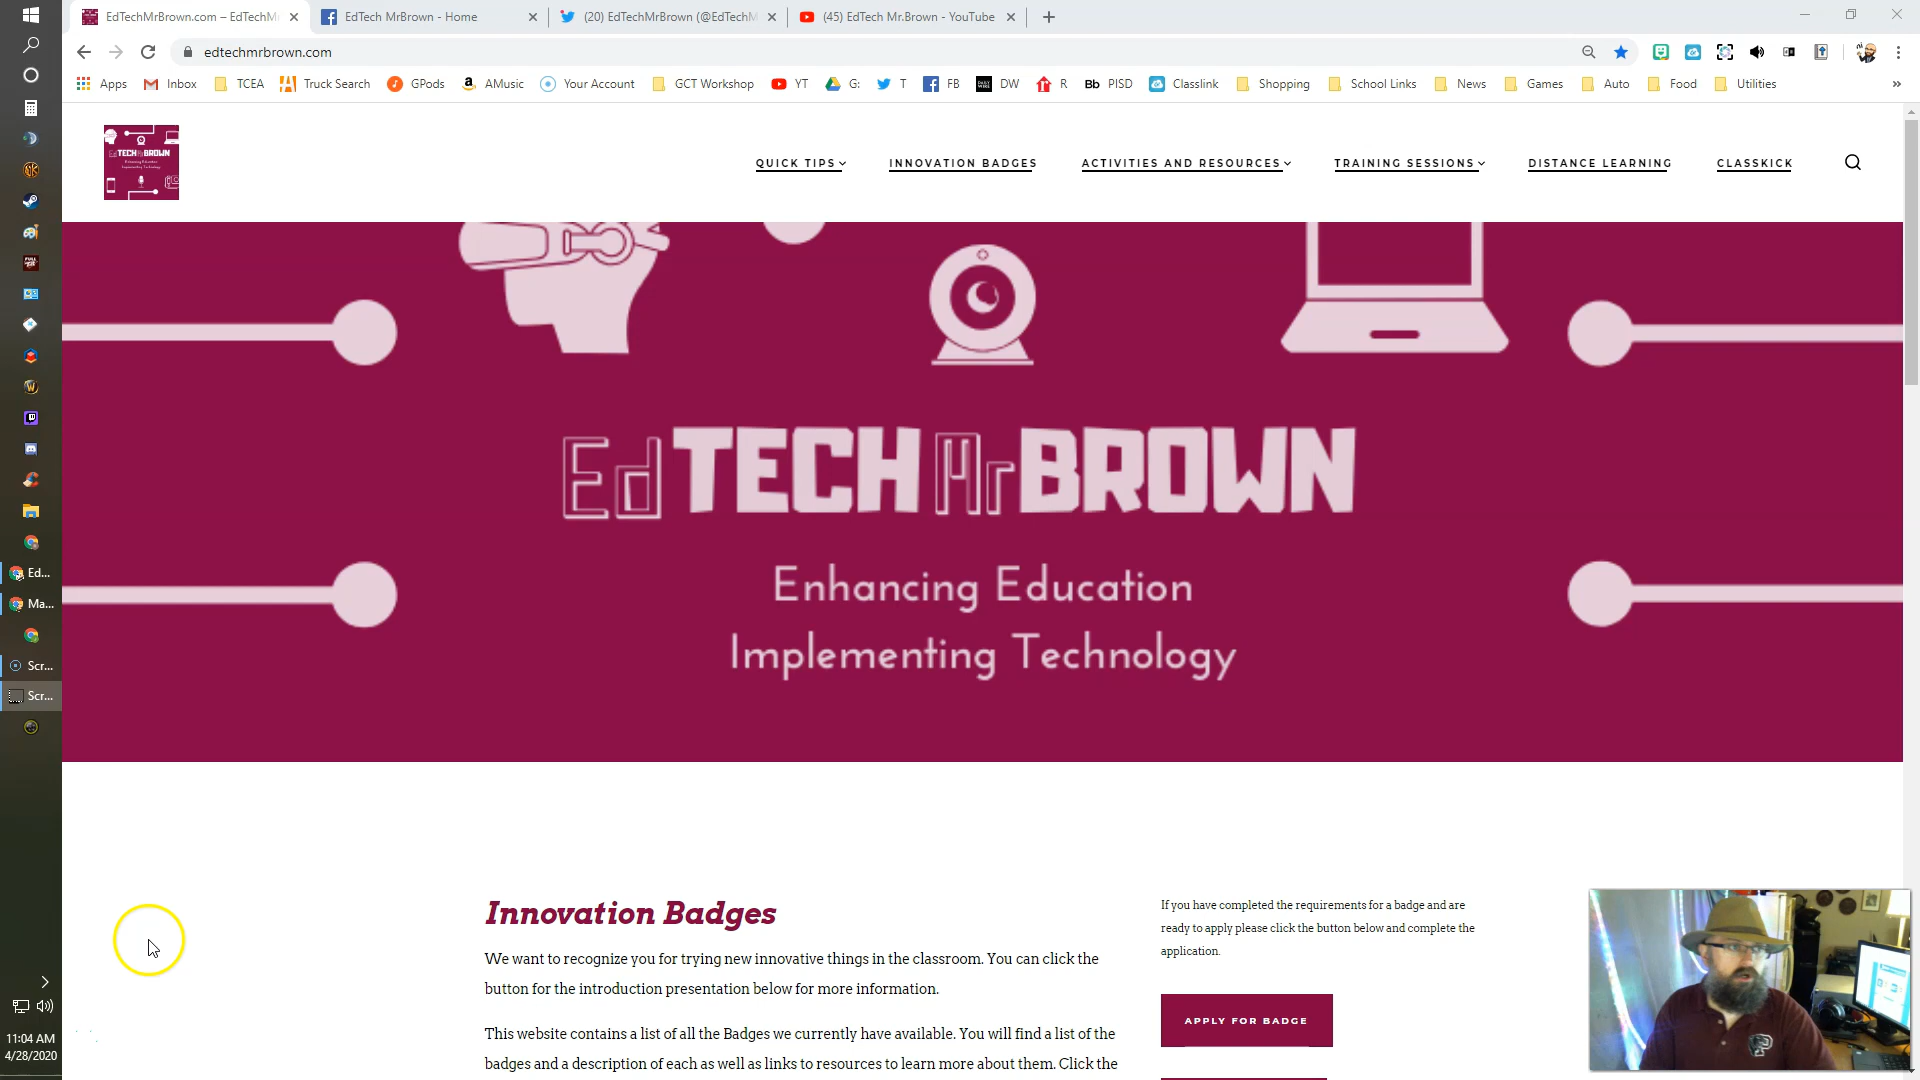 EdTechMrBrown.com – EdTechM
EdTech MrBrown - Home
(20) EdTechMrBrown (@EdTechM
(45) EdTech Mr.Brown - YouTube
edtechmrbrown.com
Apps
Inbox
TCEA
Truck Search
GPods
AMusic
Your Account
GCT Workshop
YT
G:
T
FB
DW
R
Bb PISD
Classlink
Shopping
School Links
News
Games
Auto
Food
Utilities
EdTECHMrBROWN
Enhancing Education
Implementing Technology
QUICK TIPS
INNOVATION BADGES
ACTIVITIES AND RESOURCES
TRAINING SESSIONS
DISTANCE LEARNING
CLASSKICK
EdTECHMrBROWN
Enhancing Education
Implementing Technology
Ed...
Ma...
Scr...
Scr...
11:04 AM
4/28/2020
Innovation Badges
We want to recognize you for trying new innovative things in the classroom. You can click the
button for the introduction presentation below for more information.
This website contains a list of all the Badges we currently have available. You will find a list of the
badges and a description of each as well as links to resources to learn more about them. Click the
If you have completed the requirements for a badge and are
ready to apply please click the button below and complete the
application.
APPLY FOR BADGE